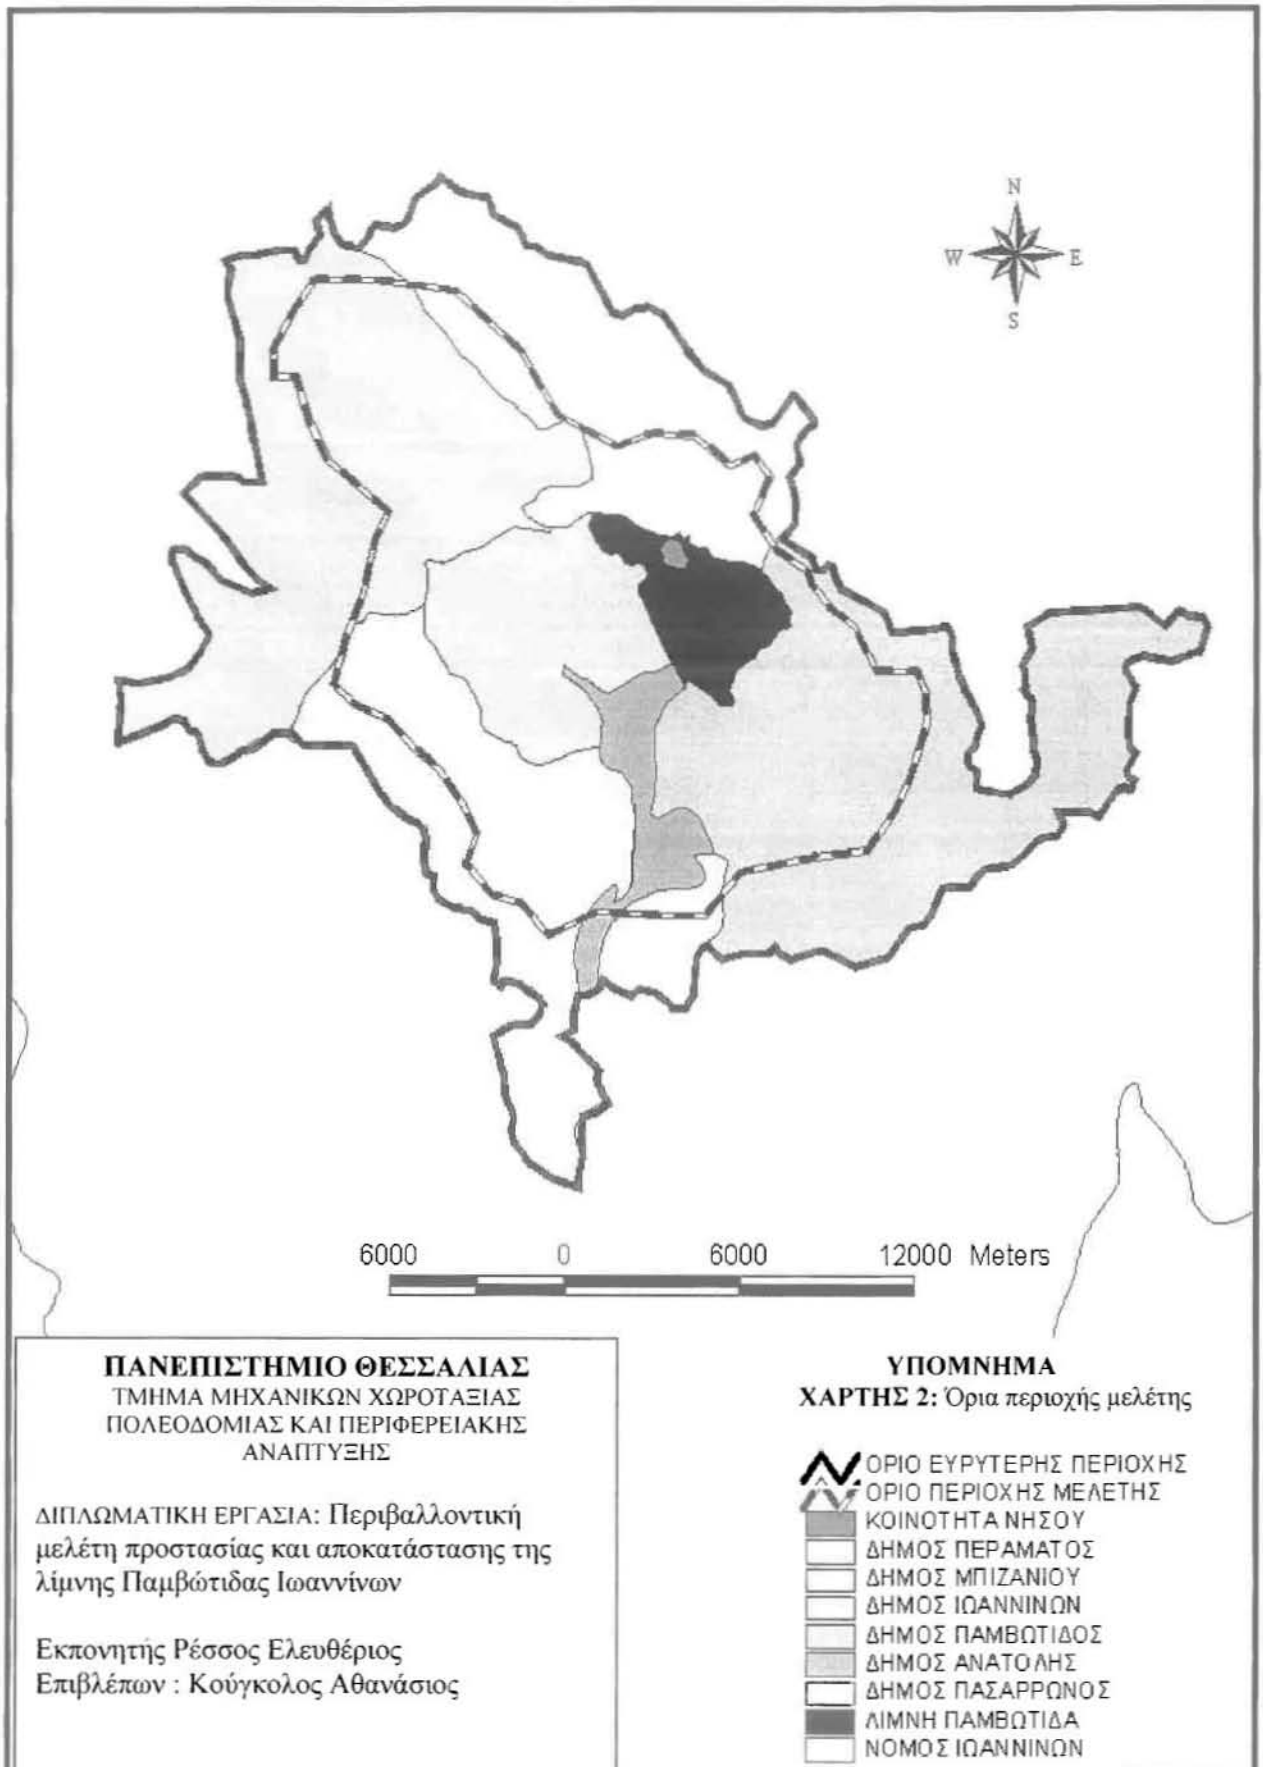 N
W E
S
6000 0 6000 12000 Meters
ΠΑΝΕΠΙΣΤΗΜΙΟ ΘΕΣΣΑΛΙΑΣ
ΤΜΗΜΑ ΜΗΧΑΝΙΚΩΝ ΧΩΡΟΤΑΞΙΑΣ
ΠΟΛΕΟΔΟΜΙΑΣ ΚΑΙ ΠΕΡΙΦΕΡΕΙΑΚΗΣ
ΑΝΑΠΤΥΞΗΣ
ΔΙΠΛΩΜΑΤΙΚΗ ΕΡΓΑΣΙΑ: Περιβαλλοντική
μελέτη προστασίας και αποκατάστασης της
λίμνης Παμβώτιδας Ιωαννίνων
Εκπονητής Ρέσσος Ελευθέριος
Επιβλέπων : Κούγκολος Αθανάσιος
ΥΠΟΜΝΗΜΑ
ΧΑΡΤΗΣ 2: Όρια περιοχής μελέτης
ΟΡΙΟ ΕΥΡΥΤΕΡΗΣ ΠΕΡΙΟΧΗΣ
ΟΡΙΟ ΠΕΡΙΟΧΗΣ ΜΕΛΕΤΗΣ
ΚΟΙΝΟΤΗΤΑ ΝΗΣΟΥ
ΔΗΜΟΣ ΠΕΡΑΜΑΤΟΣ
ΔΗΜΟΣ ΜΠΙΖΑΝΙΟΥ
ΔΗΜΟΣ ΙΩΑΝΝΙΝΩΝ
ΔΗΜΟΣ ΠΑΜΒΩΤΙΔΟΣ
ΔΗΜΟΣ ΑΝΑΤΟΛΗΣ
ΔΗΜΟΣ ΠΑΣΑΡΡΩΝΟΣ
ΛΙΜΝΗ ΠΑΜΒΩΤΙΔΑ
ΝΟΜΟΣ ΙΩΑΝΝΙΝΩΝ